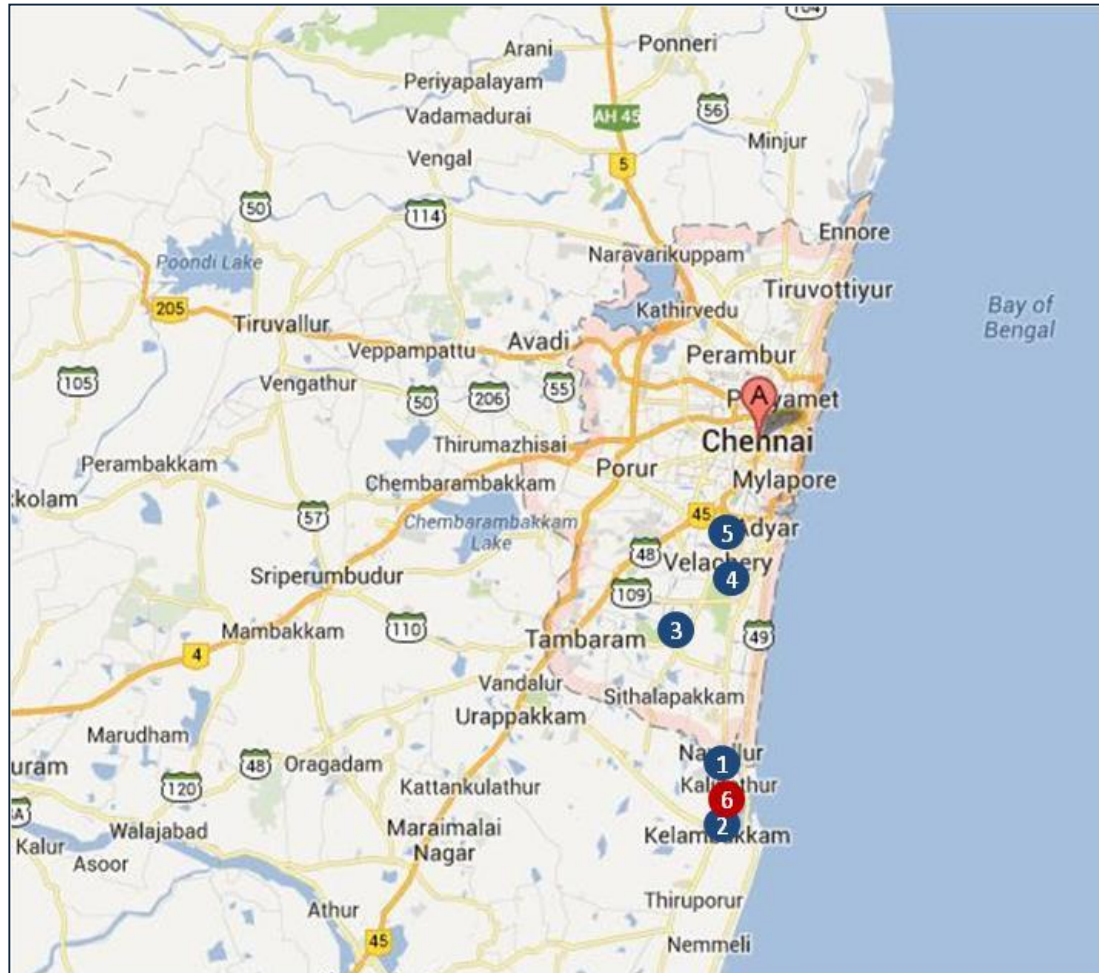 104
Arani
Ponneri
Periyapalayam
Vadamadurai
AH 45
56
Minjur
Vengal
5
50
114
Ennore
Naravarikuppam
Poondi Lake
Tiruvottiyur
Kathirvedu
205
Bay of
Bengal
Tiruvallur
Avadi
Veppampattu
Perambur
105
Vengathur
55
50
206
A
Chennai
Thirumazhisai
Perambakkam
Porur
Chembarambakkam
Mylapore
kolam
57
45
Chembarambakkam
Lake
5
Adyar
48
Velachery
4
Sriperumbudur
109
Mambakkam
110
3
Tambaram
49
4
Vandalur
Sithalapakkam
Urappakkam
Marudham
1
uram
48
Oragadam
120
Kattankulathur
6
A
Walajabad
Maraimalai
Nagar
2
Kelambakkam
Kalur
Asoor
Thiruporur
Athur
45
Nemmeli